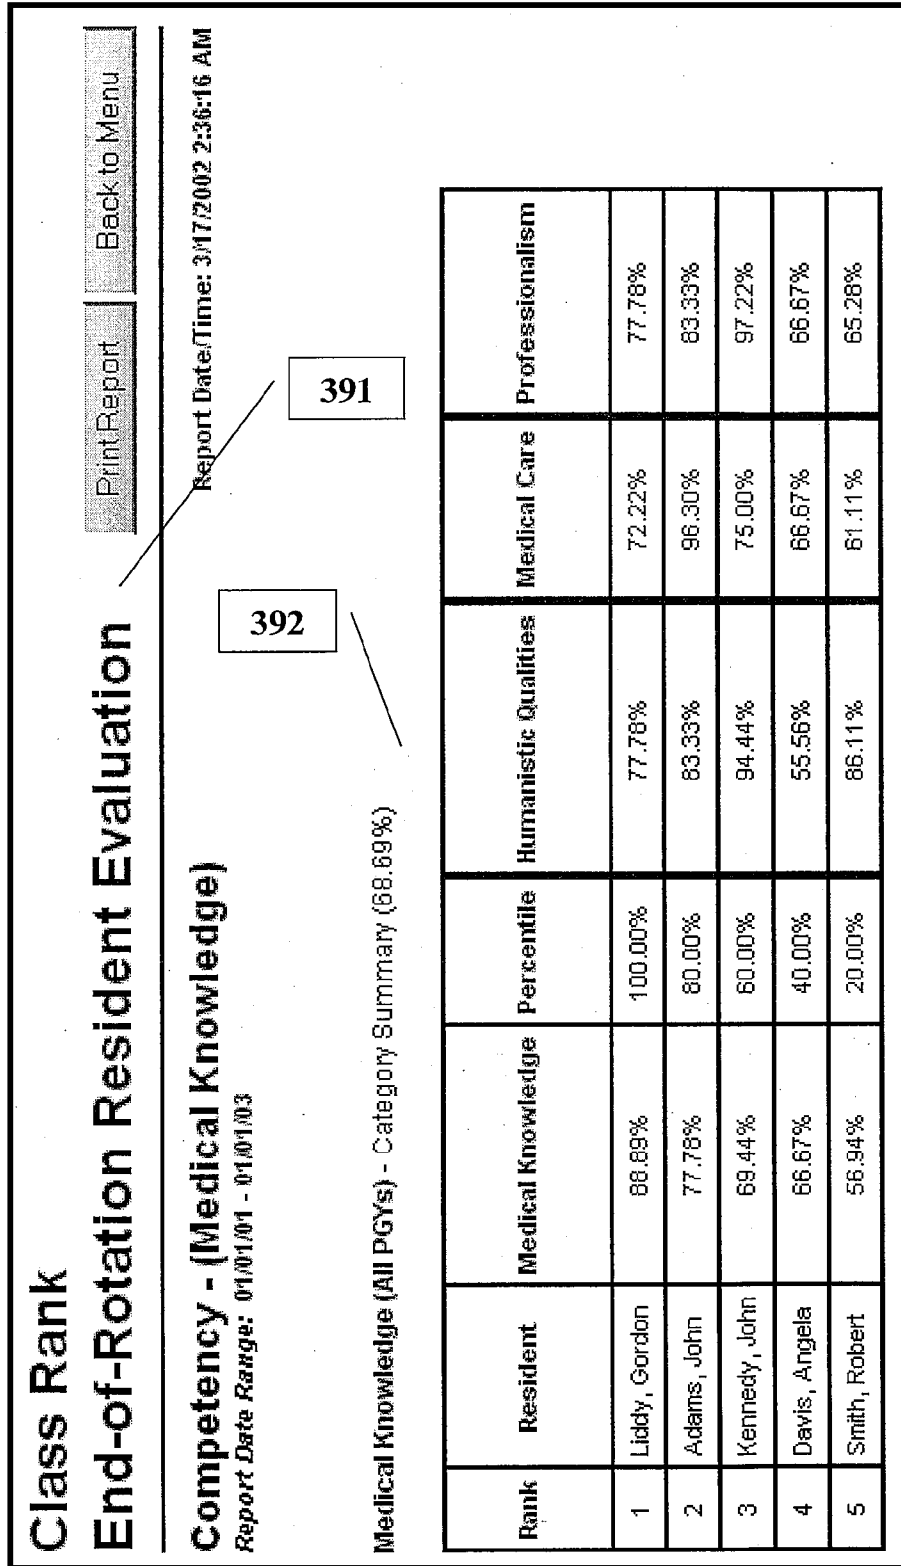 Class Rank
End-of-Rotation Resident Evaluation
Print Report Back to Menu
Competency - (Medical Knowledge)
Report Date/Time: 3/17/2002 2:36:16 AM
Report Date Range: 01/01/01 - 01/01/03
391
392
Medical Knowledge (All PGYs) - Category Summary (68.69%)
Rank Resident Medical Knowledge Percentile Humanistic Qualities Medical Care Professionalism
1 Liddy, Gordon 88.89% 100.00% 77.78% 72.22% 77.78%
2 Adams, John 77.78% 80.00% 83.33% 96.30% 83.33%
3 Kennedy, John 69.44% 60.00% 94.44% 75.00% 97.22%
4 Davis, Angela 66.67% 40.00% 55.56% 66.67% 66.67%
5 Smith, Robert 56.94% 20.00% 86.11% 61.11% 65.28%